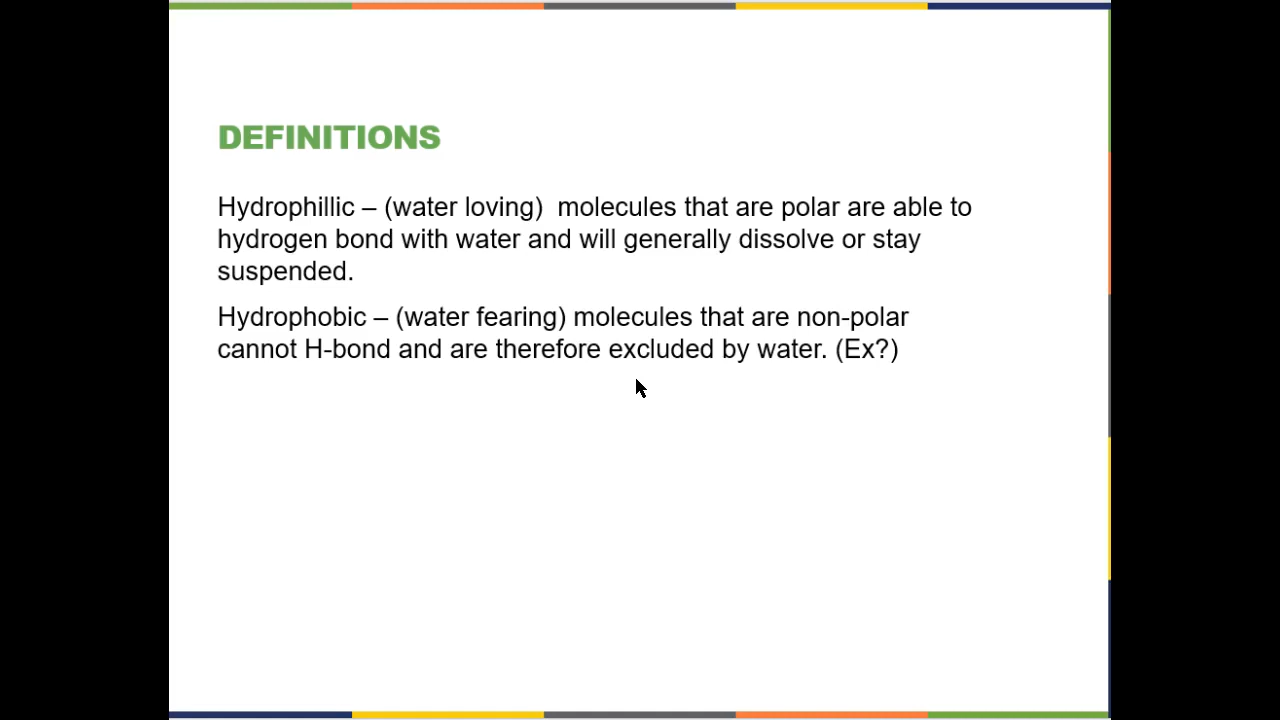 DEFINITIONS
Hydrophillic – (water loving)  molecules that are polar are able to
hydrogen bond with water and will generally dissolve or stay
suspended.
Hydrophobic – (water fearing) molecules that are non-polar
cannot H-bond and are therefore excluded by water. (Ex?)